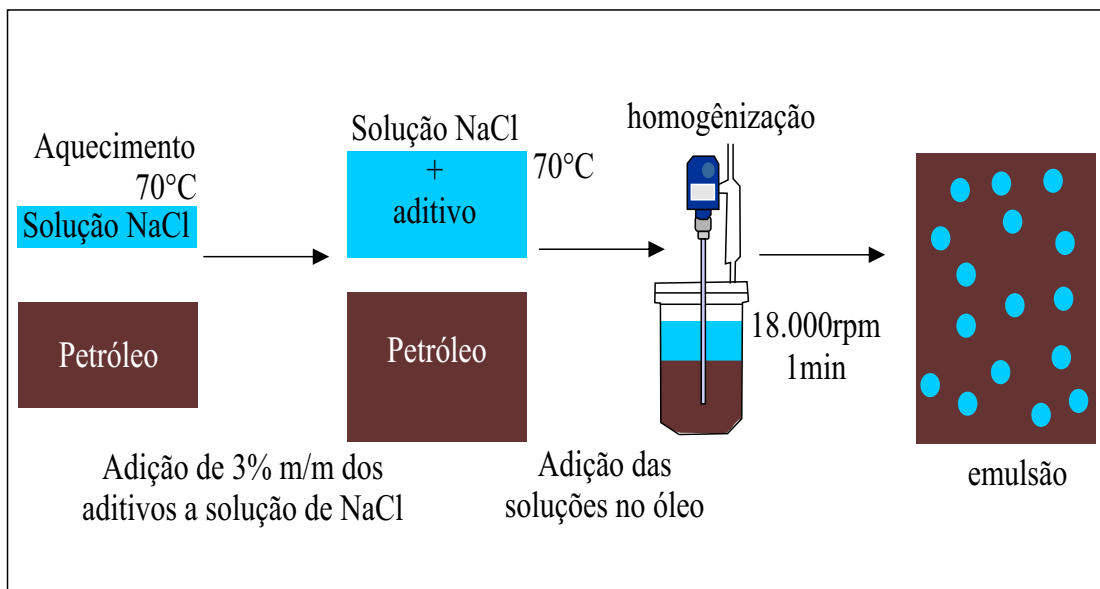 Aquecimento
70°C
Solução NaCl
Petróleo
Adição de 3% m/m dos
aditivos a solução de NaCl
Solução NaCl
+
aditivo
70°C
Petróleo
Adição das
soluções no óleo
homogênização
18.000rpm
1min
emulsão